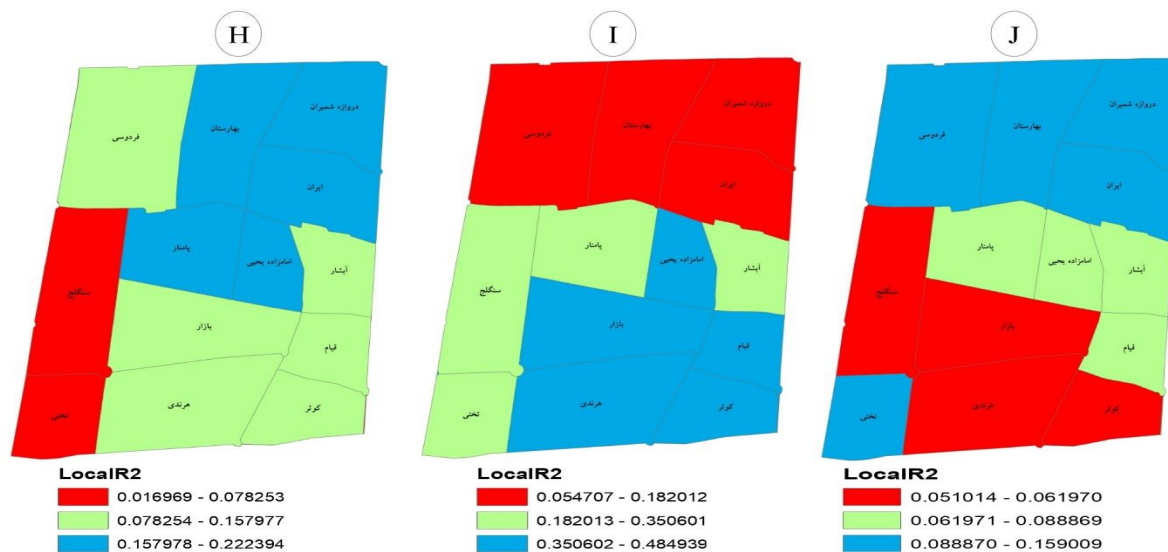 H
فردوسی
بهارستان
دروازه شمیران
ایران
پامنار
امامزاده یحیی
آبشار
سنگلج
بازار
قیام
تختی
هرندی
کوثر
LocalR2
0.016969 - 0.078253
0.078254 - 0.157977
0.157978 - 0.222394
I
فردوسی
بهارستان
دروازه شمیران
ایران
پامنار
امامزاده یحیی
آبشار
سنگلج
بازار
قیام
تختی
هرندی
کوثر
LocalR2
0.054707 - 0.182012
0.182013 - 0.350601
0.350602 - 0.484939
J
فردوسی
بهارستان
دروازه شمیران
ایران
پامنار
امامزاده یحیی
آبشار
سنگلج
بازار
قیام
تختی
هرندی
کوثر
LocalR2
0.051014 - 0.061970
0.061971 - 0.088869
0.088870 - 0.159009